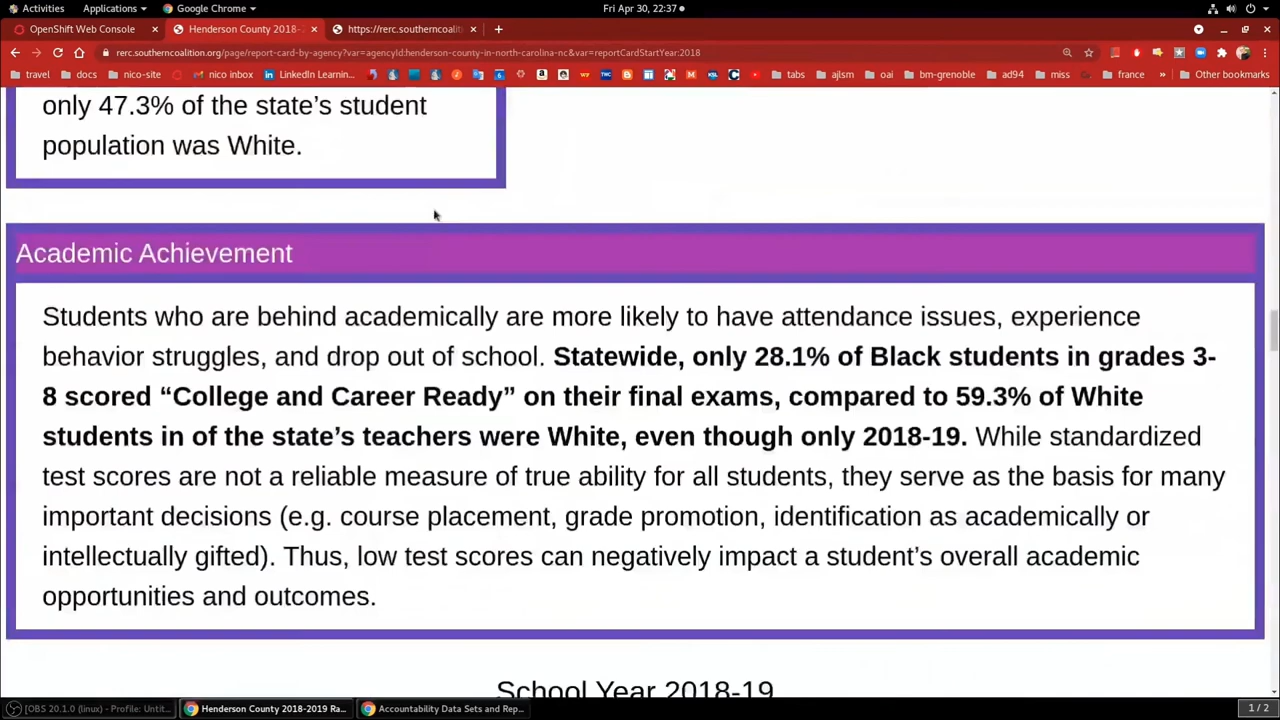 Activities Applications Google Chrome Fri Apr 30, 22:37
OpenShift Web Console Henderson County 2018- https://rerc.southerncoalit
rerc.southerncoalition.org/page/report-card-by-agency?var=agencyId:henderson-county-in-north-carolina-nc&var=reportCardStartYear:2018
travel docs nico-site nico inbox LinkedIn Learnin... tabs ajlsm oai bm-grenoble ad94 miss france » Other bookmarks
only 47.3% of the state’s student
population was White.
Academic Achievement
Students who are behind academically are more likely to have attendance issues, experience
behavior struggles, and drop out of school. Statewide, only 28.1% of Black students in grades 3-
8 scored “College and Career Ready” on their final exams, compared to 59.3% of White
students in of the state’s teachers were White, even though only 2018-19. While standardized
test scores are not a reliable measure of true ability for all students, they serve as the basis for many
important decisions (e.g. course placement, grade promotion, identification as academically or
intellectually gifted). Thus, low test scores can negatively impact a student’s overall academic
opportunities and outcomes.
School Year 2018-19
[OBS 20.1.0 (linux) - Profile: Untit... Henderson County 2018-2019 Ra... Accountability Data Sets and Rep... 1 / 2